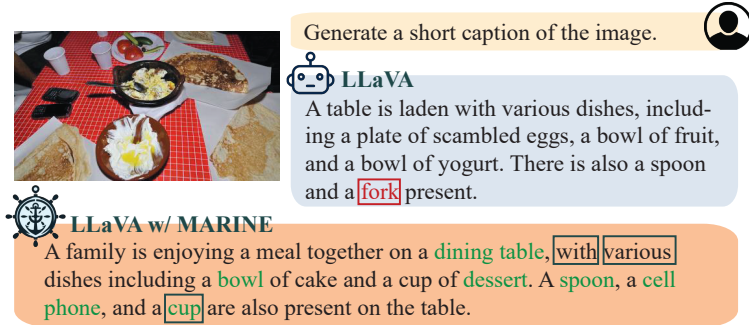 Generate a short caption of the image.
LLaVA
A table is laden with various dishes, includ-
ing a plate of scambled eggs, a bowl of fruit,
and a bowl of yogurt. There is also a spoon
and a fork present.
LLaVA w/ MARINE
A family is enjoying a meal together on a dining table, with various
dishes including a bowl of cake and a cup of dessert. A spoon, a cell
phone, and a cup are also present on the table.